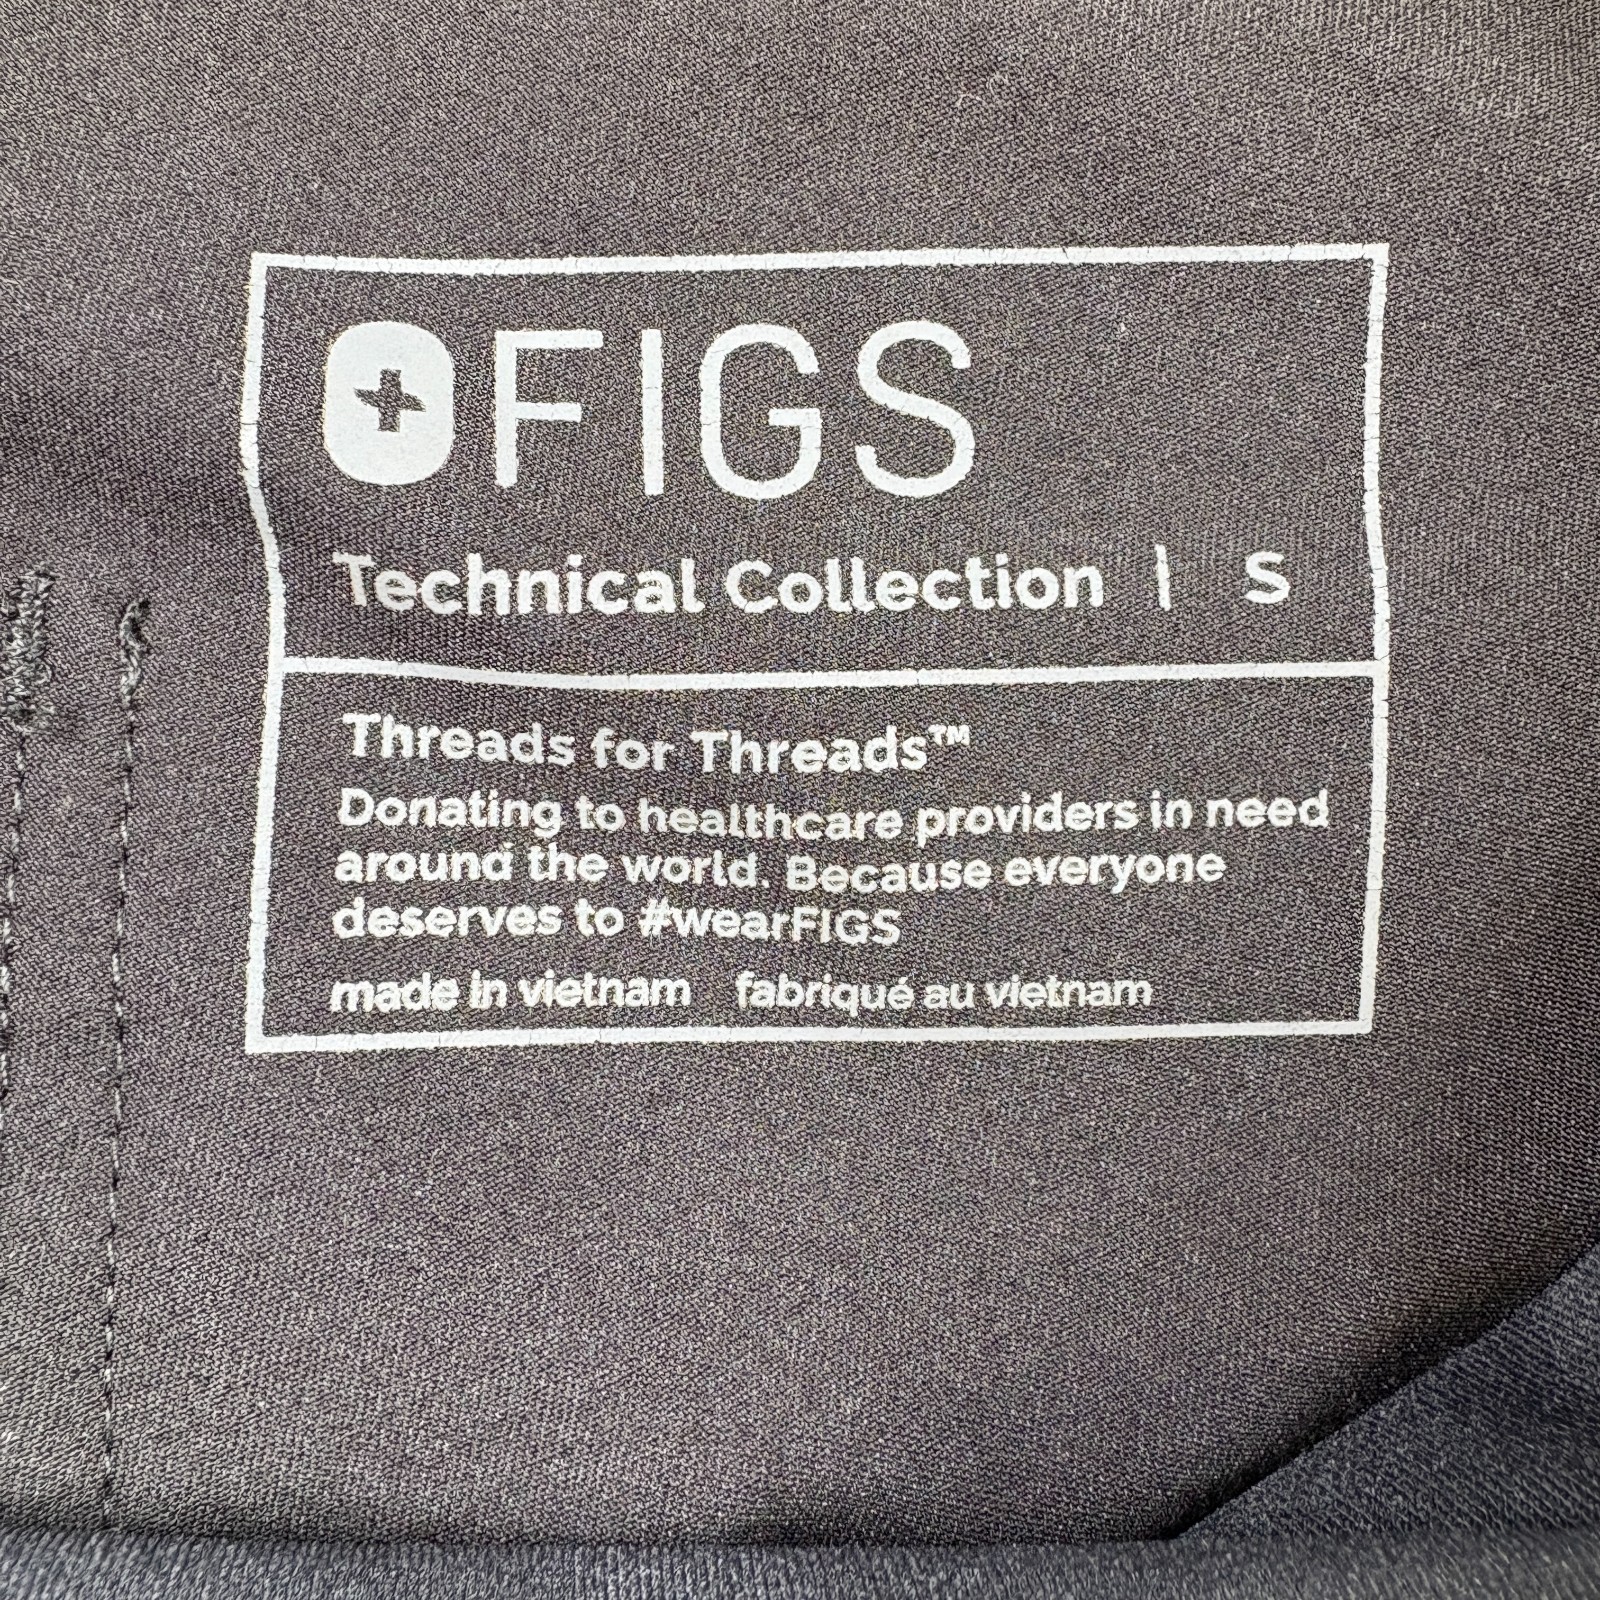 FIGS
Technical Collection | S
Threads for Threads™
Donating to healthcare providers in need
around the world. Because everyone
deserves to #wearFIGS
made in vietnam fabriqué au vietnam